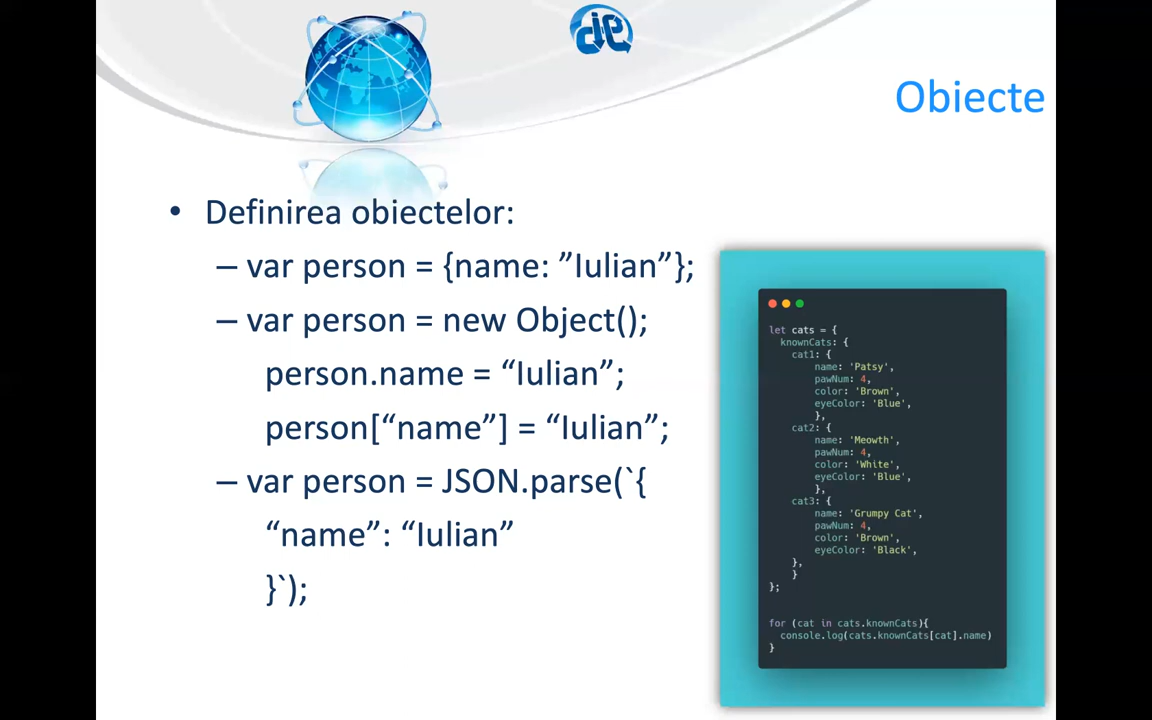 Obiecte
• Definirea obiectelor:
– var person = {name: ”Iulian”};
– var person = new Object();
person.name = “Iulian”;
person[“name”] = “Iulian”;
– var person = JSON.parse(`{
“name”: “Iulian”
}`);
let cats = {
knownCats: {
cat1: {
name: 'Patsy',
pawNum: 4,
color: 'Brown',
eyeColor: 'Blue',
},
cat2: {
name: 'Meowth',
pawNum: 4,
color: 'White',
eyeColor: 'Blue',
},
cat3: {
name: 'Grumpy Cat',
pawNum: 4,
color: 'Brown',
eyeColor: 'Black',
},
}
};
for (cat in cats.knownCats){
console.log(cats.knownCats[cat].name)
}